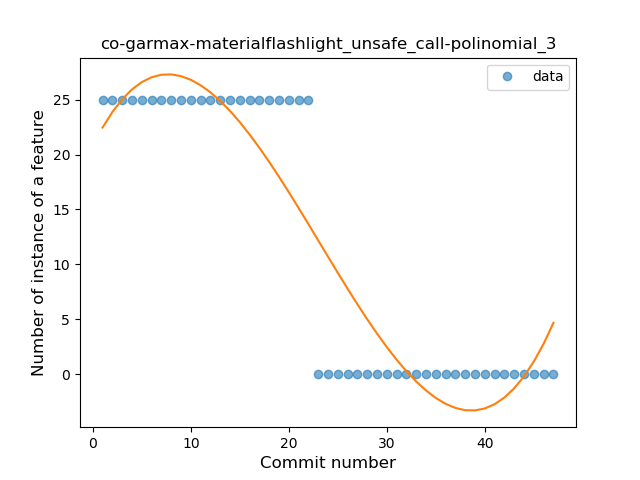 co-garmax-materialflashlight_unsafe_call-polinomial_3
data
Number of instance of a feature
25
20
15
10
5
0
0 10 20 30 40
Commit number